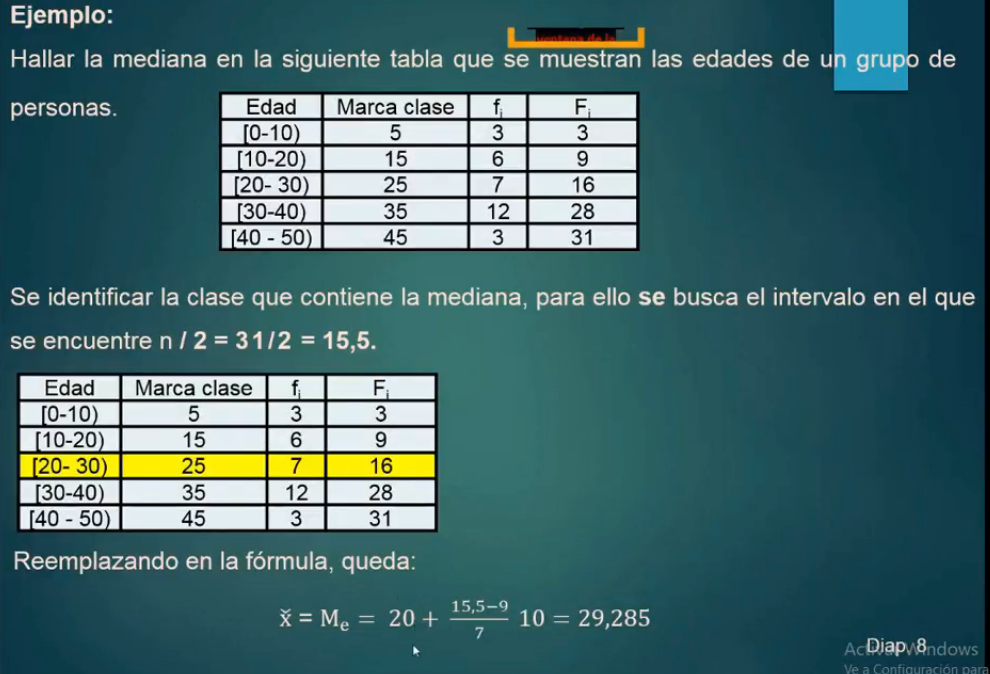 Ejemplo:
ventana de la
Hallar la mediana en la siguiente tabla que se muestran las edades de un grupo de
personas.
Edad Marca clase fᵢ Fᵢ
[0-10) 5 3 3
[10-20) 15 6 9
[20- 30) 25 7 16
[30-40) 35 12 28
[40 - 50) 45 3 31
Se identificar la clase que contiene la mediana, para ello se busca el intervalo en el que
se encuentre n / 2 = 31/2 = 15,5.
Edad Marca clase fᵢ Fᵢ
[0-10) 5 3 3
[10-20) 15 6 9
[20- 30) 25 7 16
[30-40) 35 12 28
[40 - 50) 45 3 31
Reemplazando en la fórmula, queda:
x̌ = Mₑ = 20 + (15,5−9)/7 10 = 29,285
Diap. 8
Windows
Ve a Configuración para